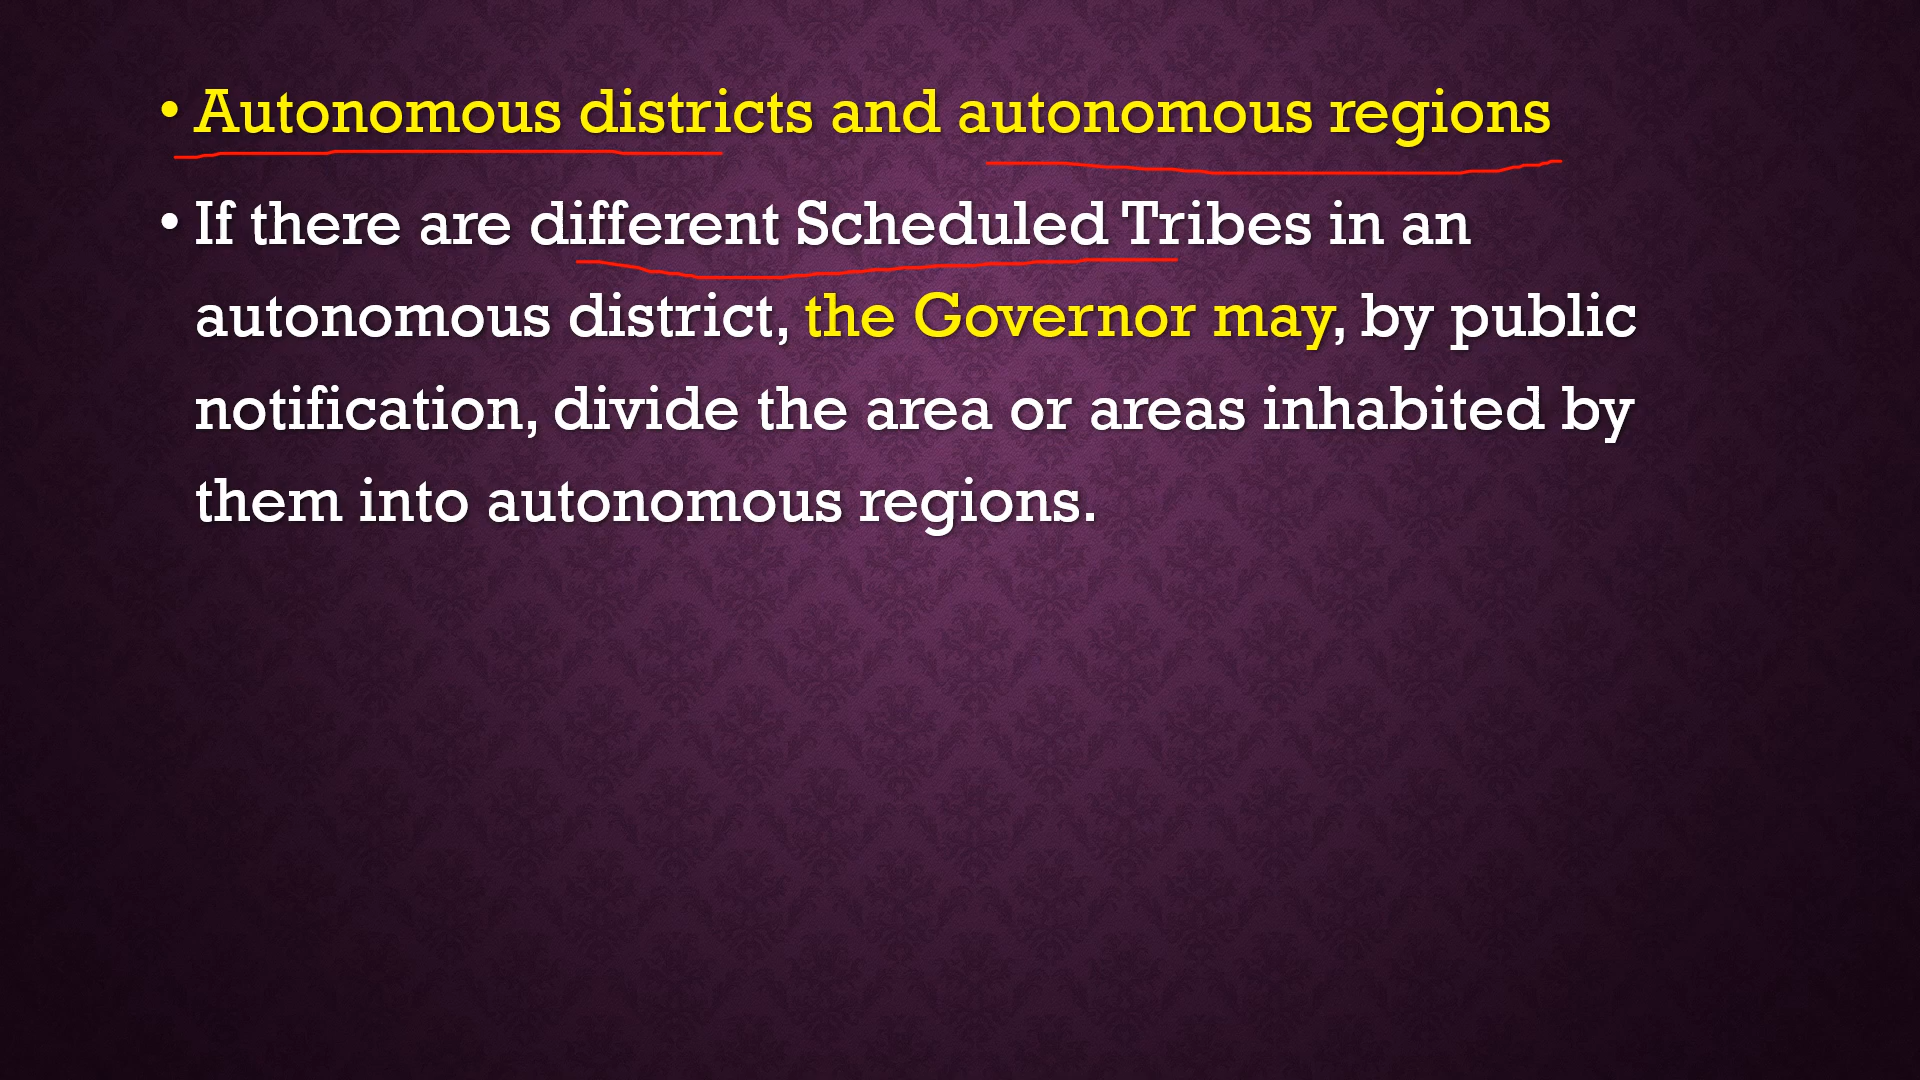 • Autonomous districts and autonomous regions
• If there are different Scheduled Tribes in an
autonomous district, the Governor may, by public
notification, divide the area or areas inhabited by
them into autonomous regions.